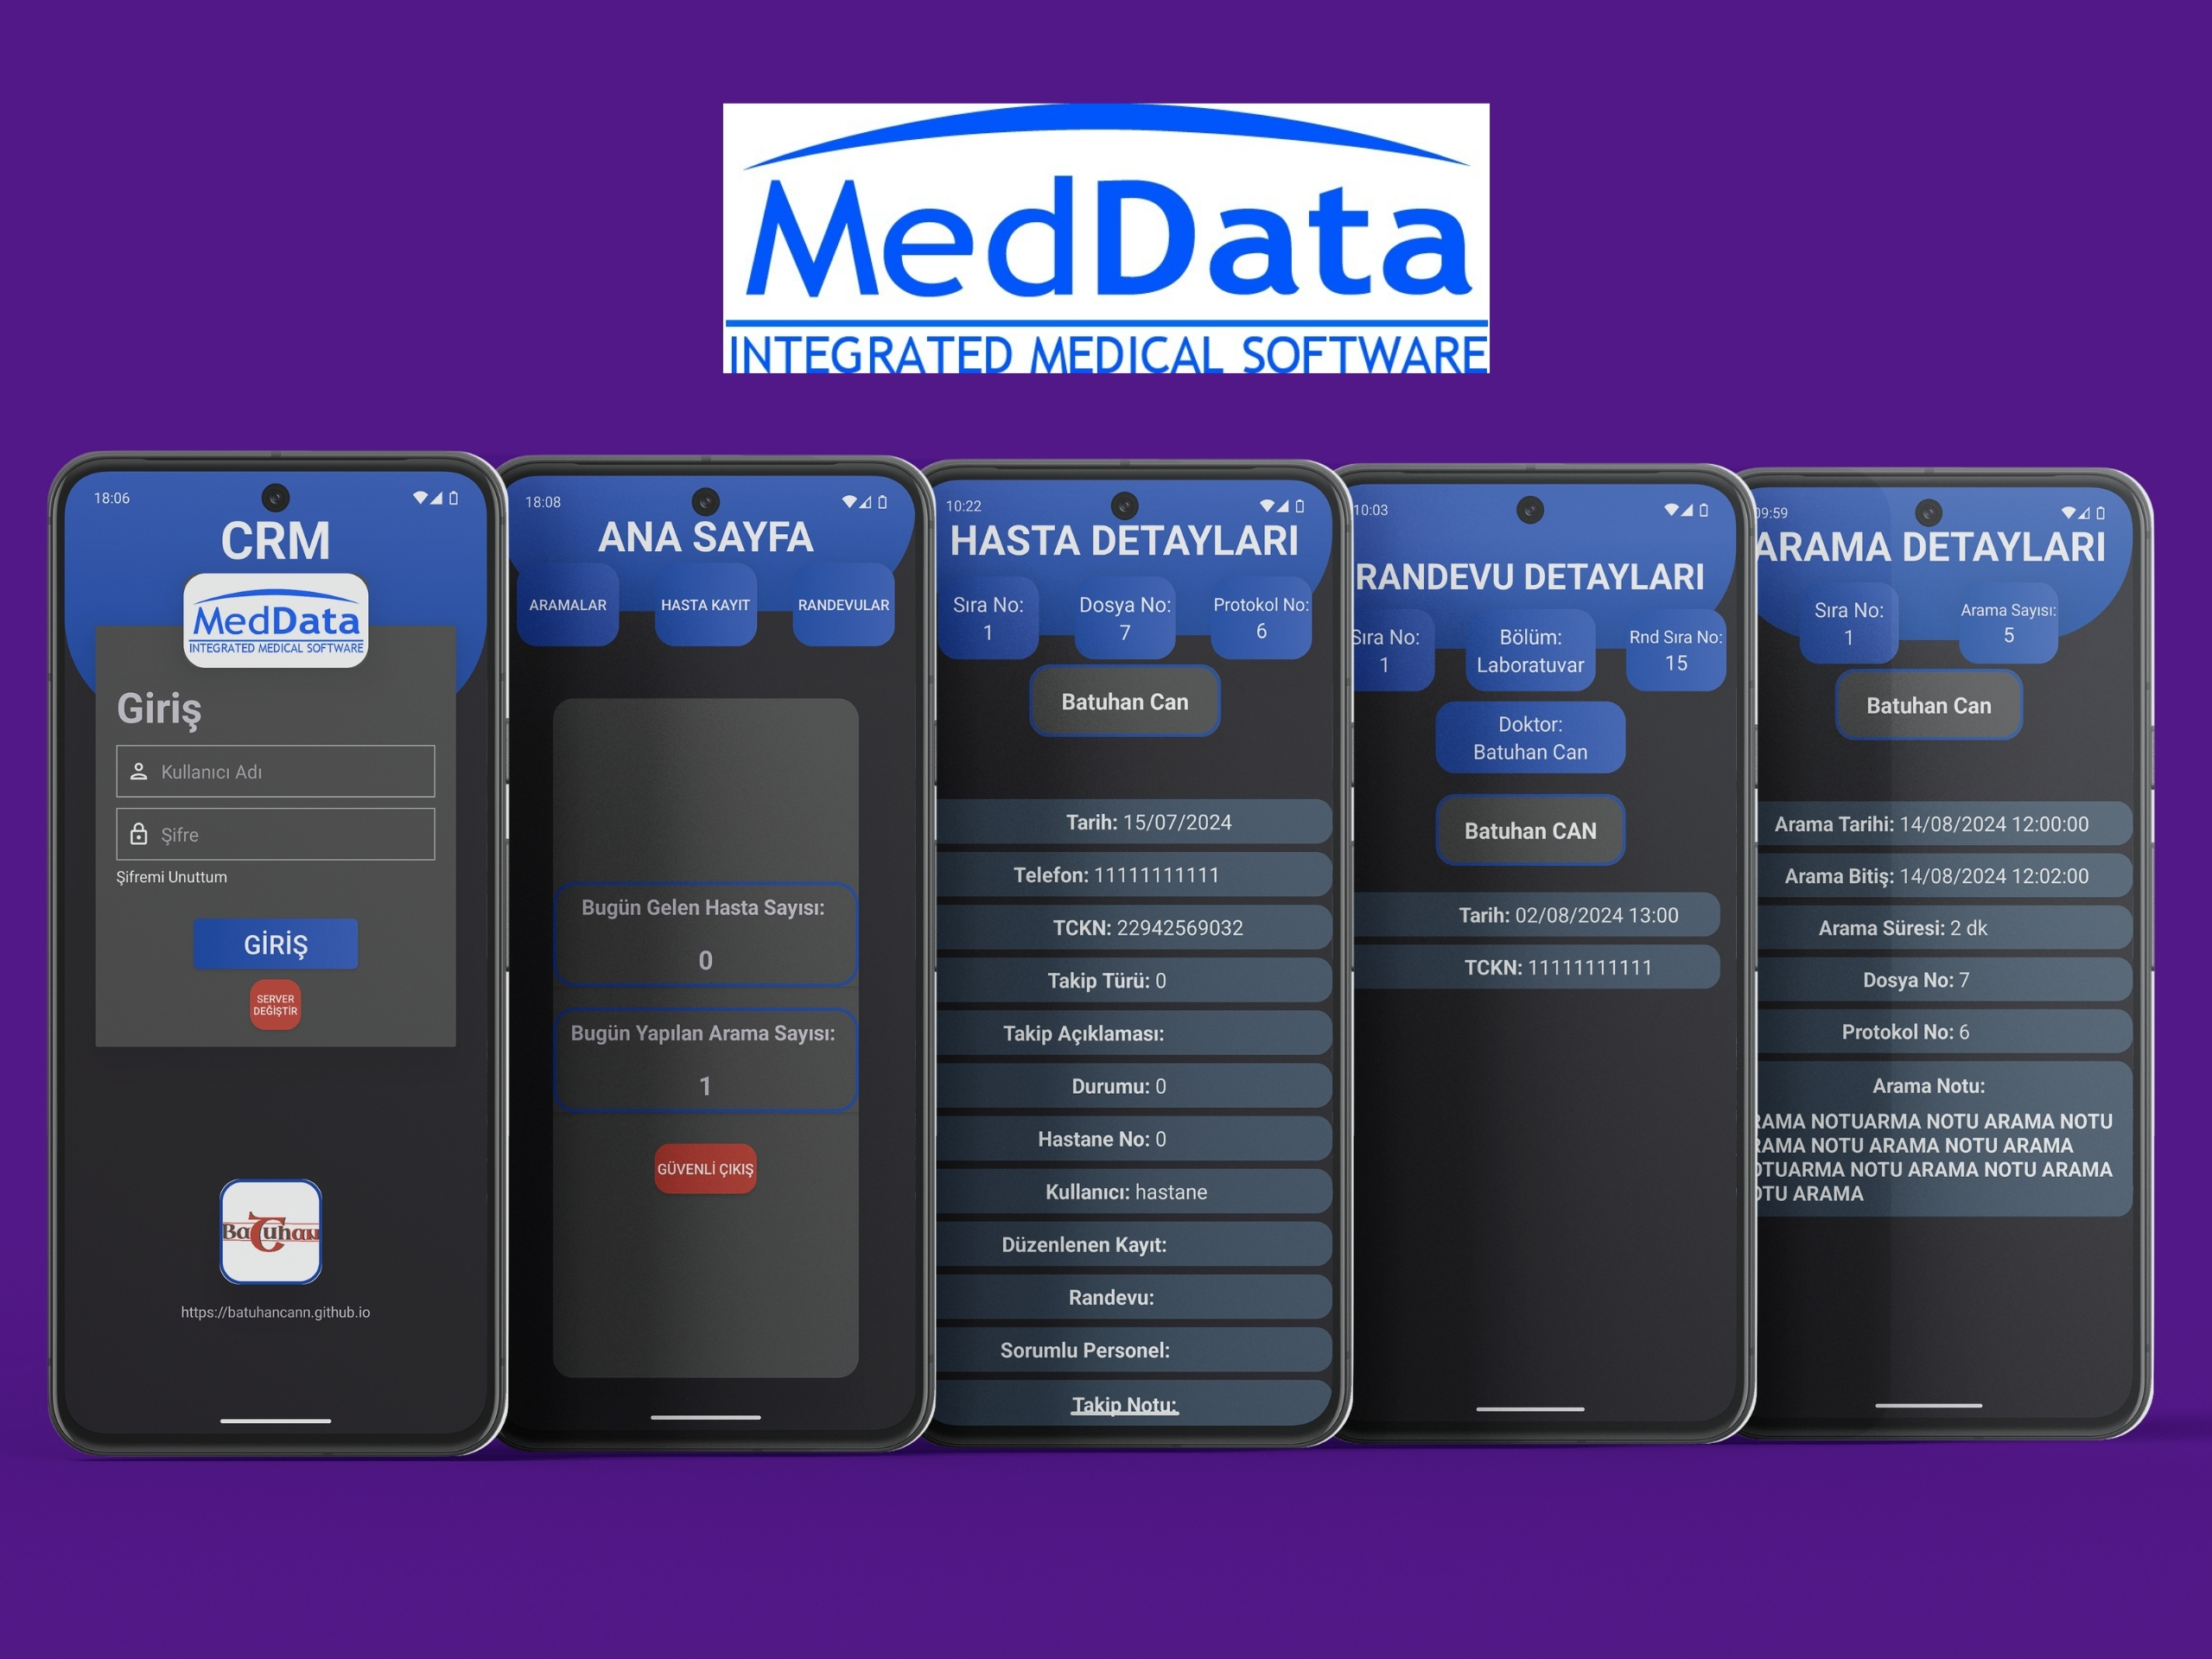 MedData
INTEGRATED MEDICAL SOFTWARE
18:06
CRM
MedData
INTEGRATED MEDICAL SOFTWARE
Giriş
Kullanıcı Adı
Şifre
Şifremi Unuttum
GİRİŞ
SERVER
DEĞİŞTİR
Batuhan
https://batuhancann.github.io
18:08
ANA SAYFA
ARAMALAR
HASTA KAYIT
RANDEVULAR
Bugün Gelen Hasta Sayısı:
0
Bugün Yapılan Arama Sayısı:
1
GÜVENLİ ÇIKIŞ
10:22
HASTA DETAYLARI
Sıra No:
1
Dosya No:
7
Protokol No:
6
Batuhan Can
Tarih: 15/07/2024
Telefon: 11111111111
TCKN: 22942569032
Takip Türü: 0
Takip Açıklaması:
Durumu: 0
Hastane No: 0
Kullanıcı: hastane
Düzenlenen Kayıt:
Randevu:
Sorumlu Personel:
Takip Notu:
10:03
RANDEVU DETAYLARI
Sıra No:
1
Bölüm:
Laboratuvar
Rnd Sıra No:
15
Doktor:
Batuhan Can
Batuhan CAN
Tarih: 02/08/2024 13:00
TCKN: 11111111111
09:59
ARAMA DETAYLARI
Sıra No:
1
Arama Sayısı:
5
Batuhan Can
Arama Tarihi: 14/08/2024 12:00:00
Arama Bitiş: 14/08/2024 12:02:00
Arama Süresi: 2 dk
Dosya No: 7
Protokol No: 6
Arama Notu:
RAMA NOTUARMA NOTU ARAMA NOTU
RAMA NOTU ARAMA NOTU ARAMA
OTUARMA NOTU ARAMA NOTU ARAMA
OTU ARAMA